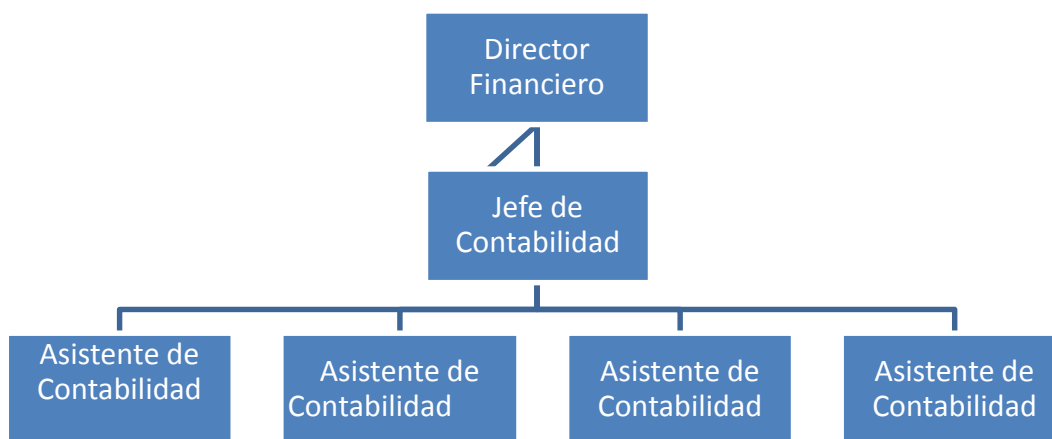 Director
Financiero
Jefe de
Contabilidad
Asistente de
Contabilidad
Asistente de
Contabilidad
Asistente de
Contabilidad
Asistente de
Contabilidad